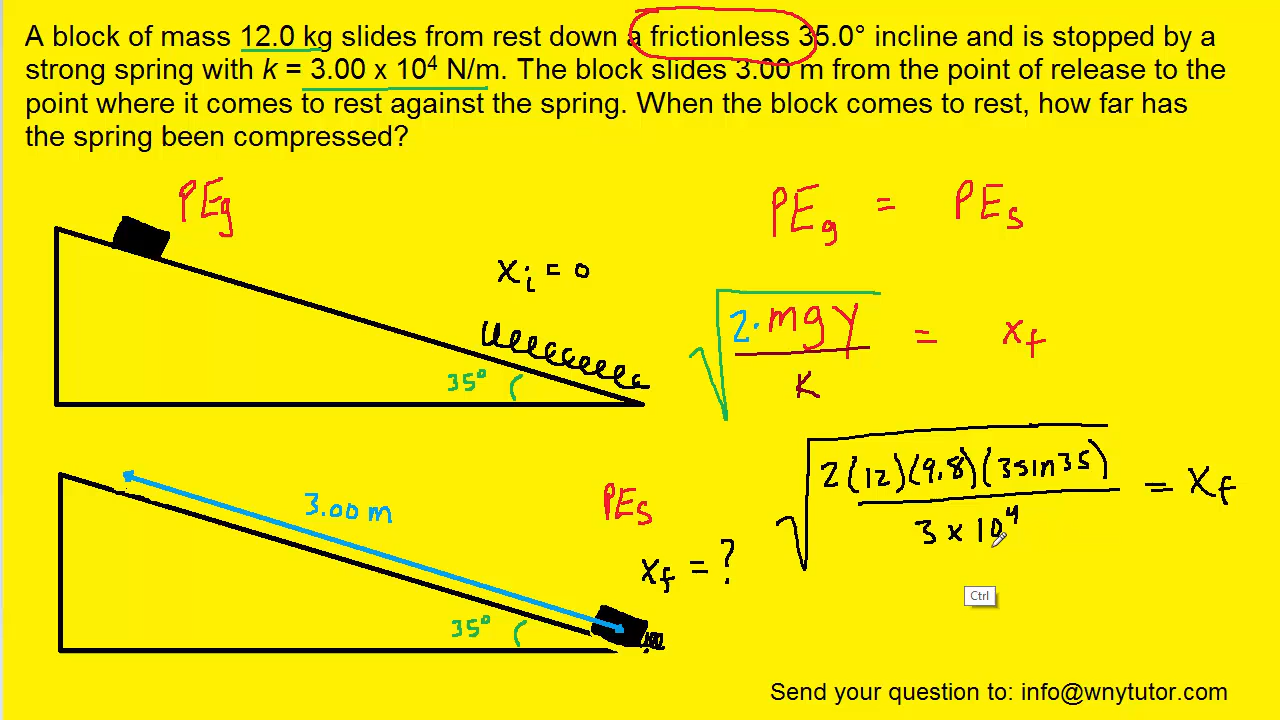 A block of mass 12.0 kg slides from rest down a frictionless 35.0° incline and is stopped by a
strong spring with k = 3.00 x 10⁴ N/m. The block slides 3.00 m from the point of release to the
point where it comes to rest against the spring. When the block comes to rest, how far has
the spring been compressed?
PEg
PEg = PEs
xi = 0
√(2·mgy / K) = xf
35°
√(2(12)(9.8)(3sin35) / 3 x 10⁴) = xf
3.00 m
PEs
xf = ?
Ctrl
35°
Send your question to: info@wnytutor.com